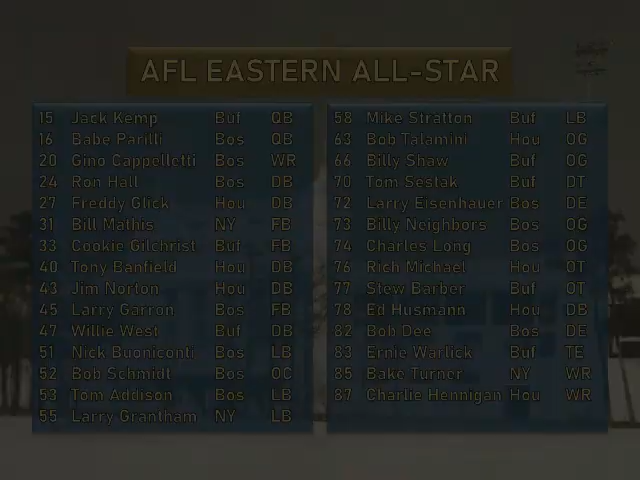 AFL EASTERN ALL-STAR
15 Jack Kemp Buf QB
16 Babe Parilli Bos QB
20 Gino Cappelletti Bos WR
24 Ron Hall Bos DB
27 Freddy Glick Hou DB
31 Bill Mathis NY FB
33 Cookie Gilchrist Buf FB
40 Tony Banfield Hou DB
43 Jim Norton Hou DB
45 Larry Garron Bos FB
47 Willie West Buf DB
51 Nick Buoniconti Bos LB
52 Bob Schmidt Bos OC
53 Tom Addison Bos LB
55 Larry Grantham NY LB
58 Mike Stratton Buf LB
63 Bob Talamini Hou OG
66 Billy Shaw Buf OG
70 Tom Sestak Buf DT
72 Larry Eisenhauer Bos DE
73 Billy Neighbors Bos OG
74 Charles Long Bos OG
76 Rich Michael Hou OT
77 Stew Barber Buf OT
78 Ed Husmann Hou DB
82 Bob Dee Bos DE
83 Ernie Warlick Buf TE
85 Bake Turner NY WR
87 Charlie Hennigan Hou WR